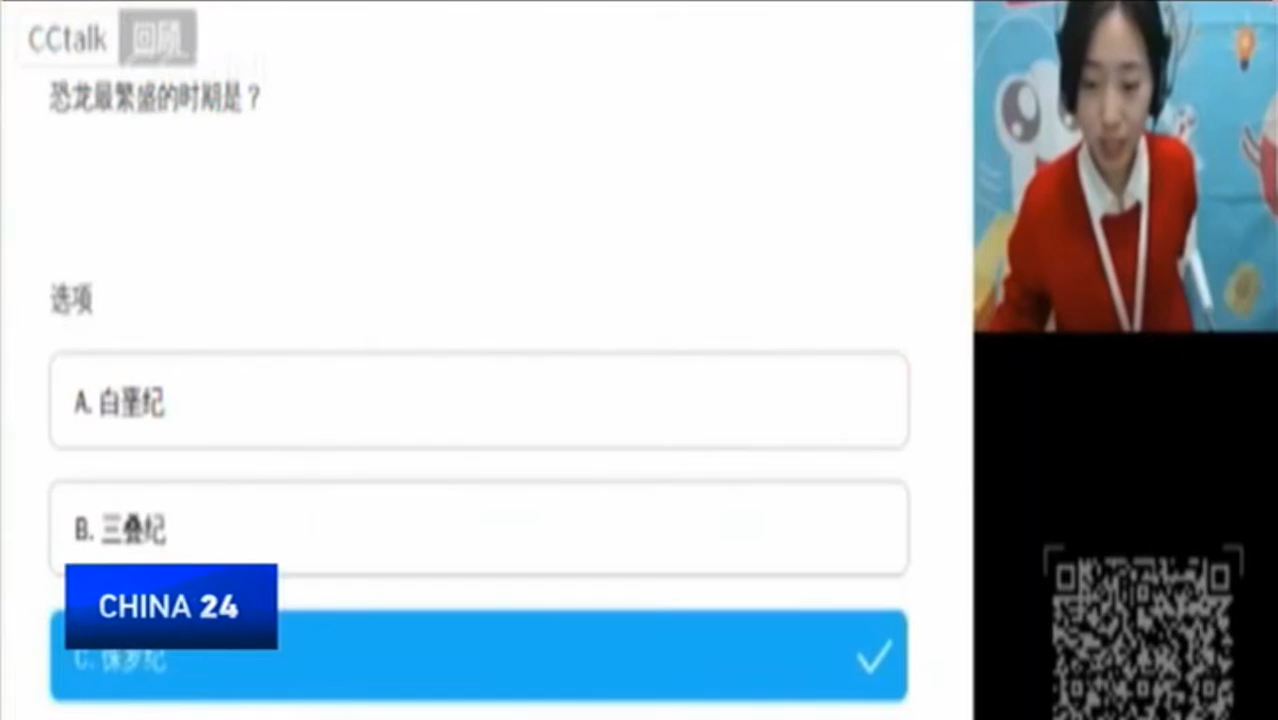 CCtalk 回顾
恐龙最繁盛的时期是？
选项
A. 白垩纪
B. 三叠纪
CHINA 24
C. 侏罗纪